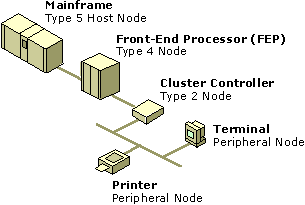 Mainframe
Type 5 Host Node
Front-End Processor (FEP)
Type 4 Node
Cluster Controller
Type 2 Node
Terminal
Peripheral Node
Printer
Peripheral Node